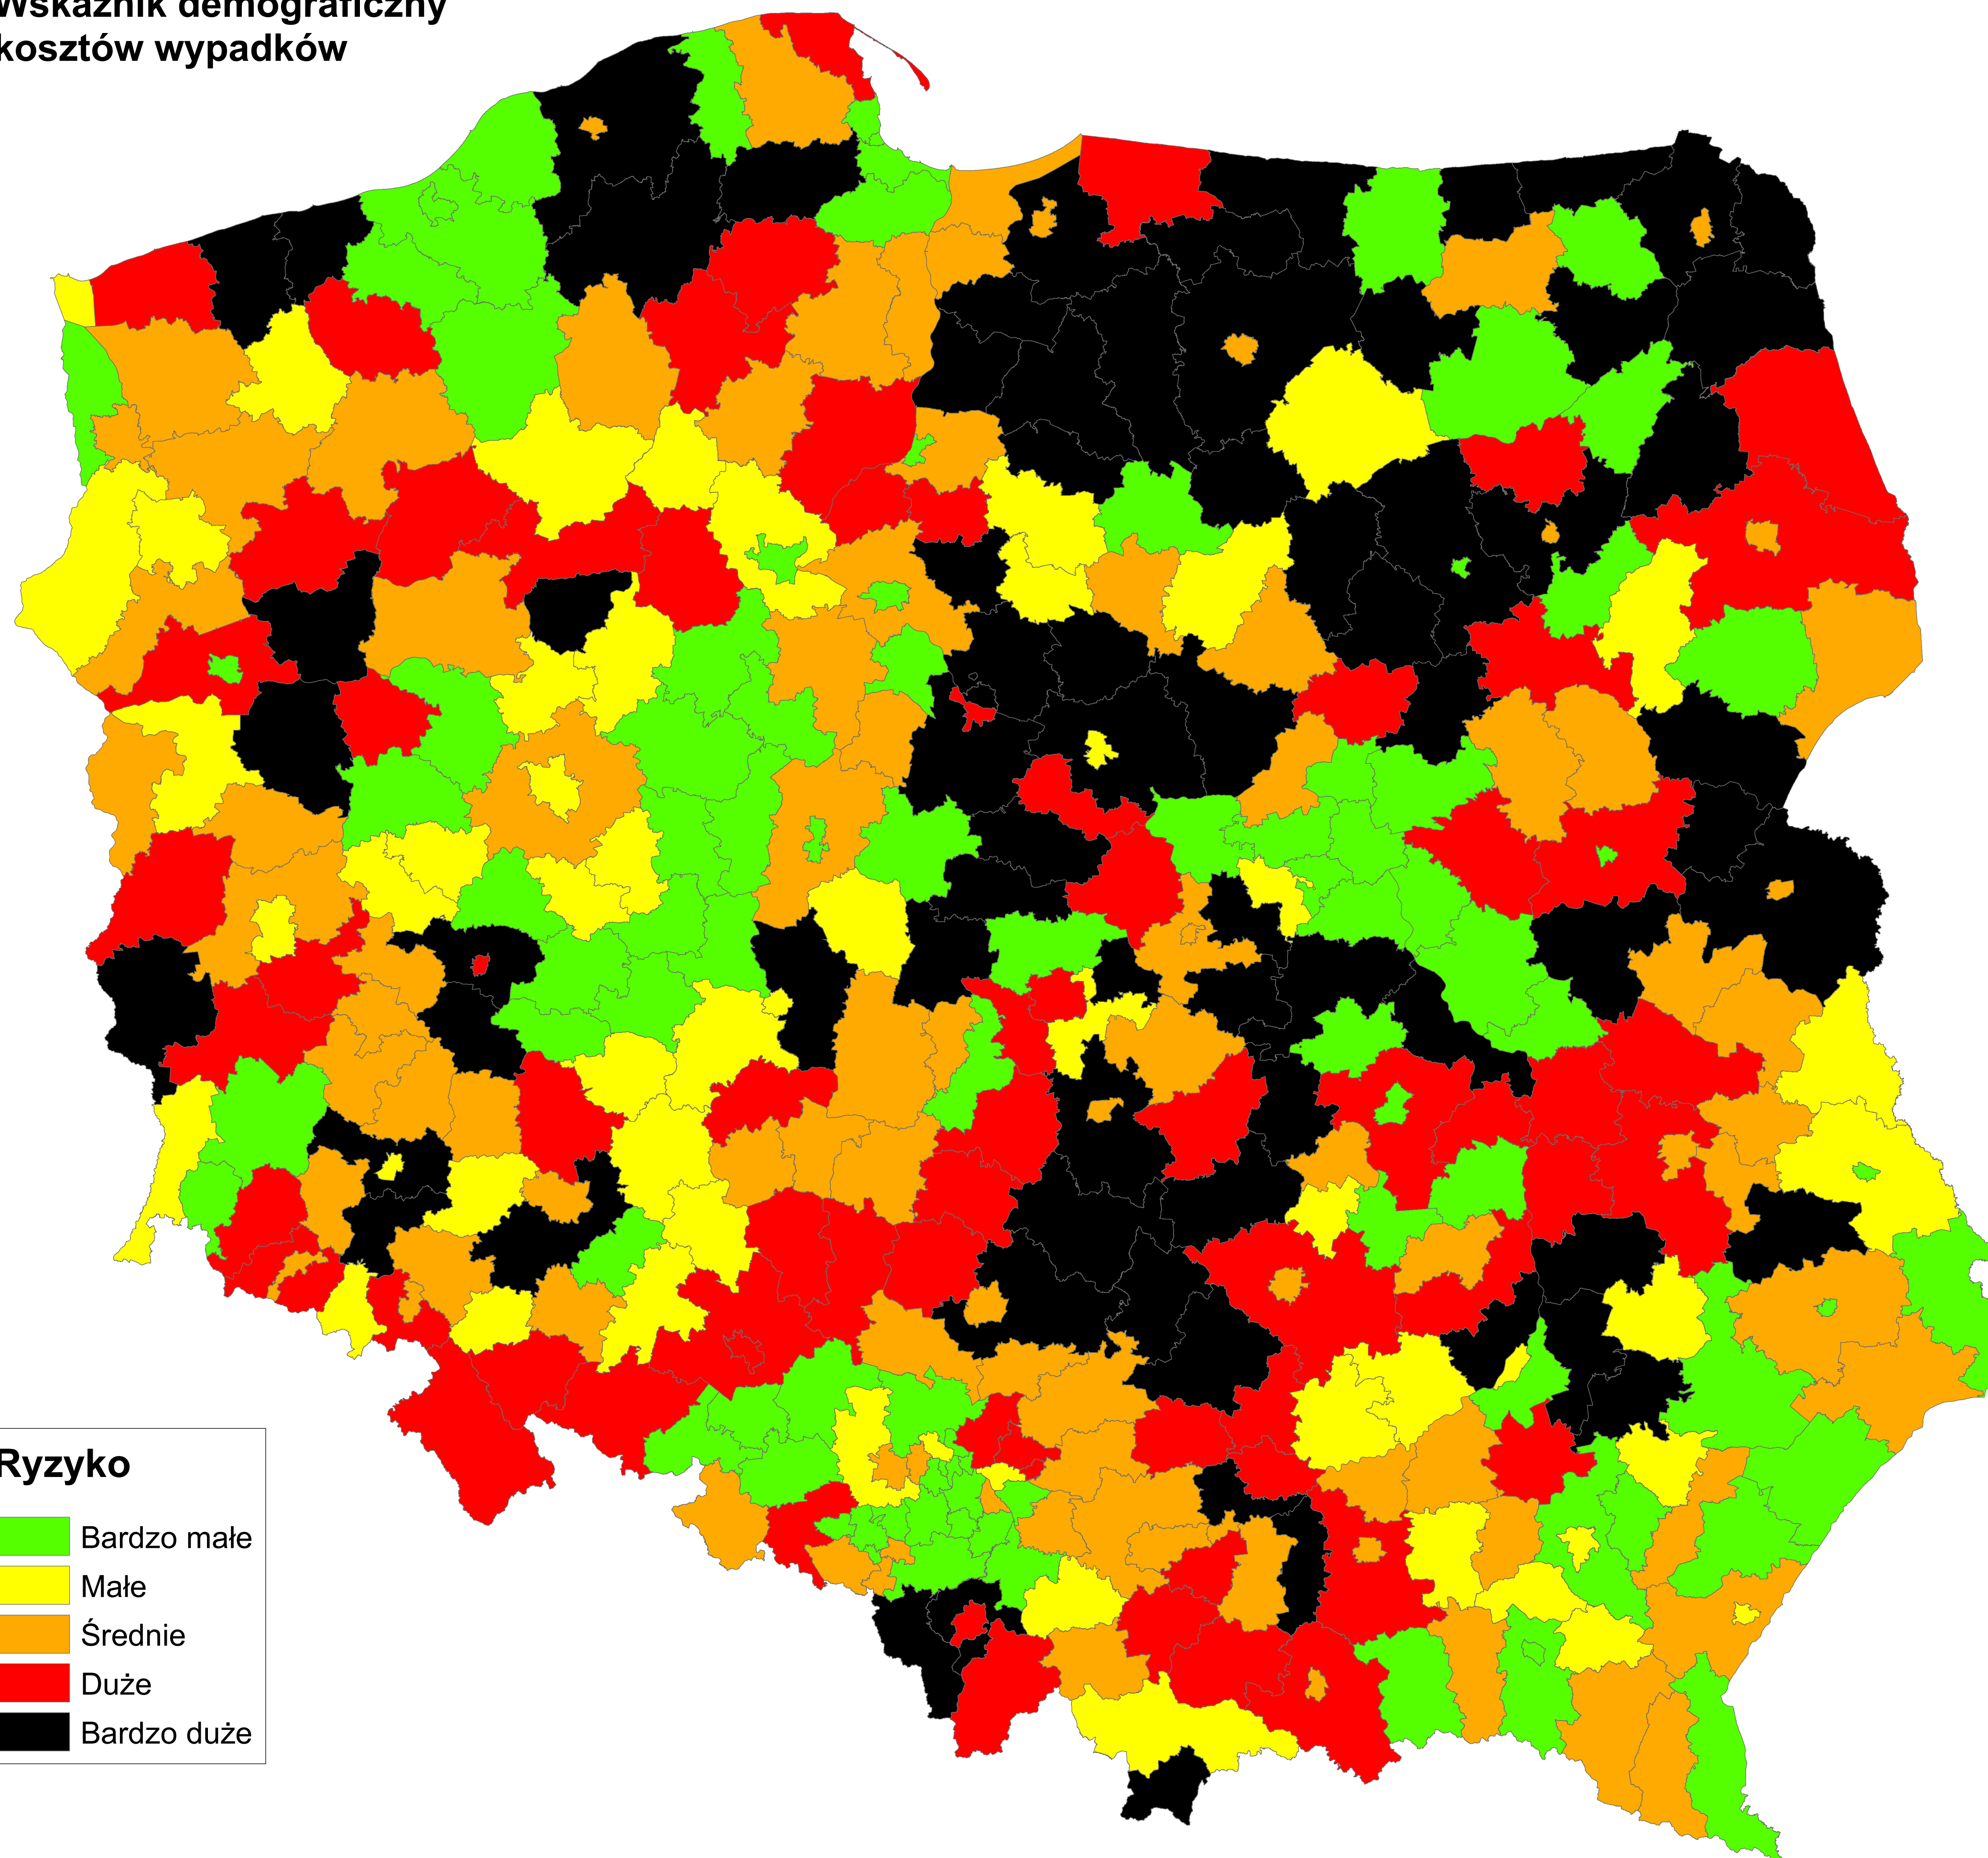 Wskaźnik demograficzny
kosztów wypadków
Ryzyko
Bardzo małe
Małe
Średnie
Duże
Bardzo duże